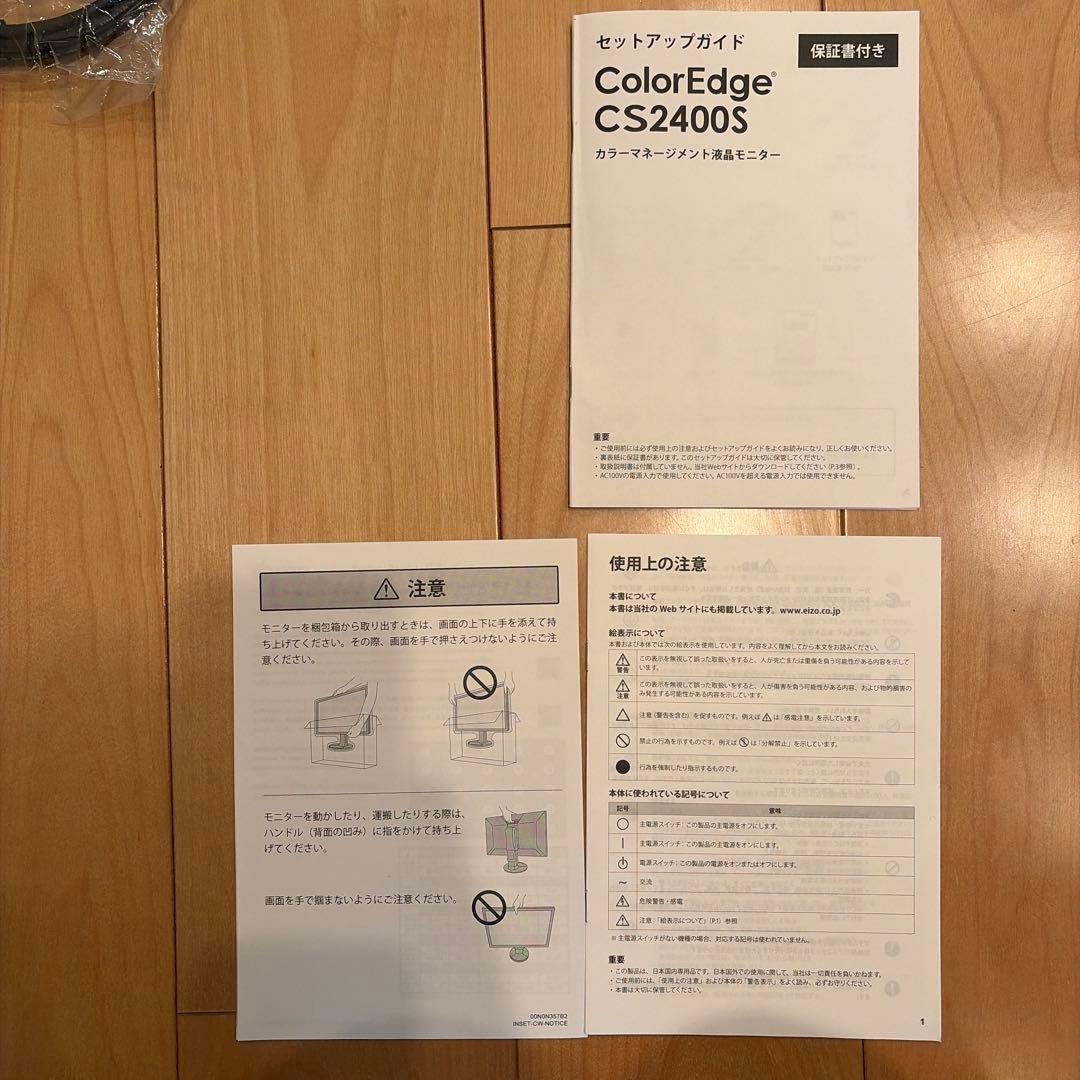 セットアップガイド
保証書付き
ColorEdge®
CS2400S
カラーマネージメント液晶モニター
重要
・ご使用前には必ず使用上の注意およびセットアップガイドをよくお読みになり、正しくお使いください。
・裏表紙に保証書があります。このセットアップガイドは大切に保管してください。
・取扱説明書は付属していません。当社Webサイトからダウンロードしてください（P.3参照）。
・AC100Vの電源入力で使用してください。AC100Vを超える電源入力では使用できません。
注意
モニターを梱包箱から取り出すときは、画面の上下に手を添えて持
ち上げてください。その際、画面を手で押さえつけないようにご注
意ください。
モニターを動かしたり、運搬したりする際は、
ハンドル（背面の凹み）に指をかけて持ち上
げてください。
画面を手で掴まないようにご注意ください。
00N0N357B2
INSET-CW-NOTICE
使用上の注意
本書について
本書は当社の Web サイトにも掲載しています。www.eizo.co.jp
絵表示について
本書および本体では次の絵表示を使用しています。内容をよく理解してから本文をお読みください。
警告
この表示を無視して誤った取扱いをすると、人が死亡または重傷を負う可能性がある内容を示して
います。
注意
この表示を無視して誤った取扱いをすると、人が傷害を負う可能性がある内容、および物的損害の
み発生する可能性がある内容を示しています。
注意（警告を含む）を促すものです。例えば は「感電注意」を示しています。
禁止の行為を示すものです。例えば は「分解禁止」を示しています。
行為を強制したり指示するものです。
本体に使われている記号について
記号 意味
主電源スイッチ：この製品の主電源をオフにします。
主電源スイッチ：この製品の主電源をオンにします。
電源スイッチ：この製品の電源をオンまたはオフにします。
～ 交流
危険警告・感電
注意：「絵表示について」（P.1）参照
※ 主電源スイッチがない機種の場合、対応する記号は使われていません。
重要
・この製品は、日本国内専用品です。日本国外での使用に関して、当社は一切責任を負いかねます。
・ご使用前には、「使用上の注意」および本体の「警告表示」をよく読み、必ずお守りください。
・本書は大切に保管してください。
1